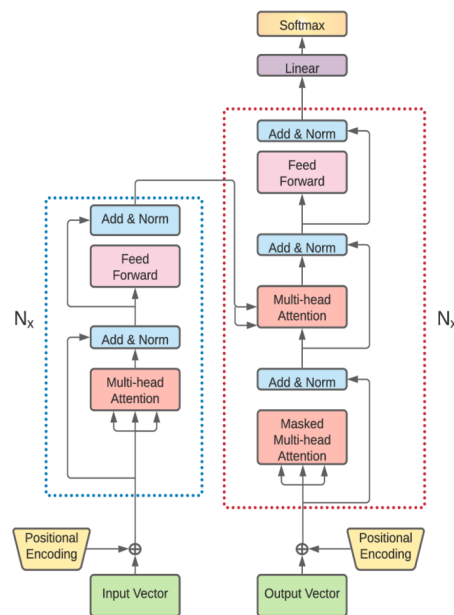 Softmax
Linear
Add & Norm
Feed
Forward
Add & Norm
Multi-head
Attention
Add & Norm
Masked
Multi-head
Attention
Nx
Add & Norm
Feed
Forward
Add & Norm
Multi-head
Attention
Nx
Positional
Encoding
Input Vector
Output Vector
Positional
Encoding